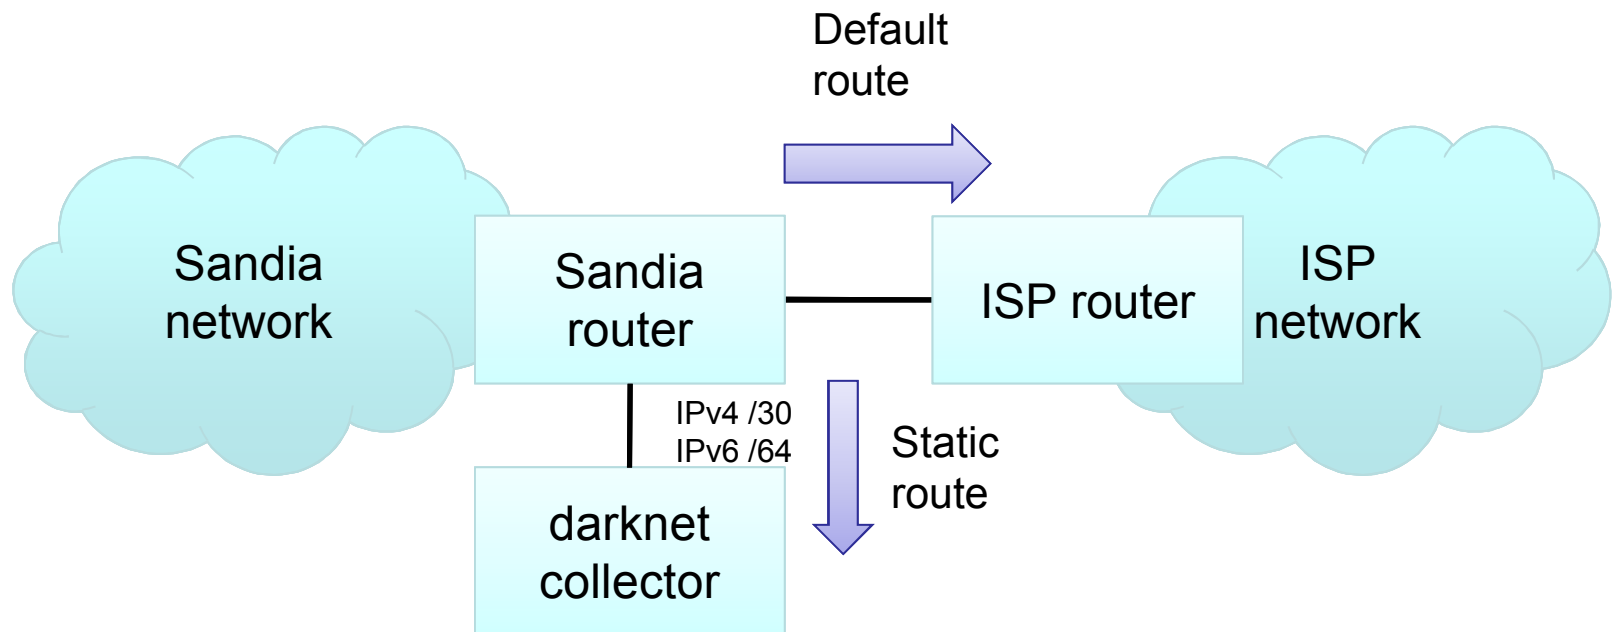 Default
route
Sandia
network
Sandia
router
ISP router
ISP
network
IPv4 /30
IPv6 /64
Static
route
darknet
collector